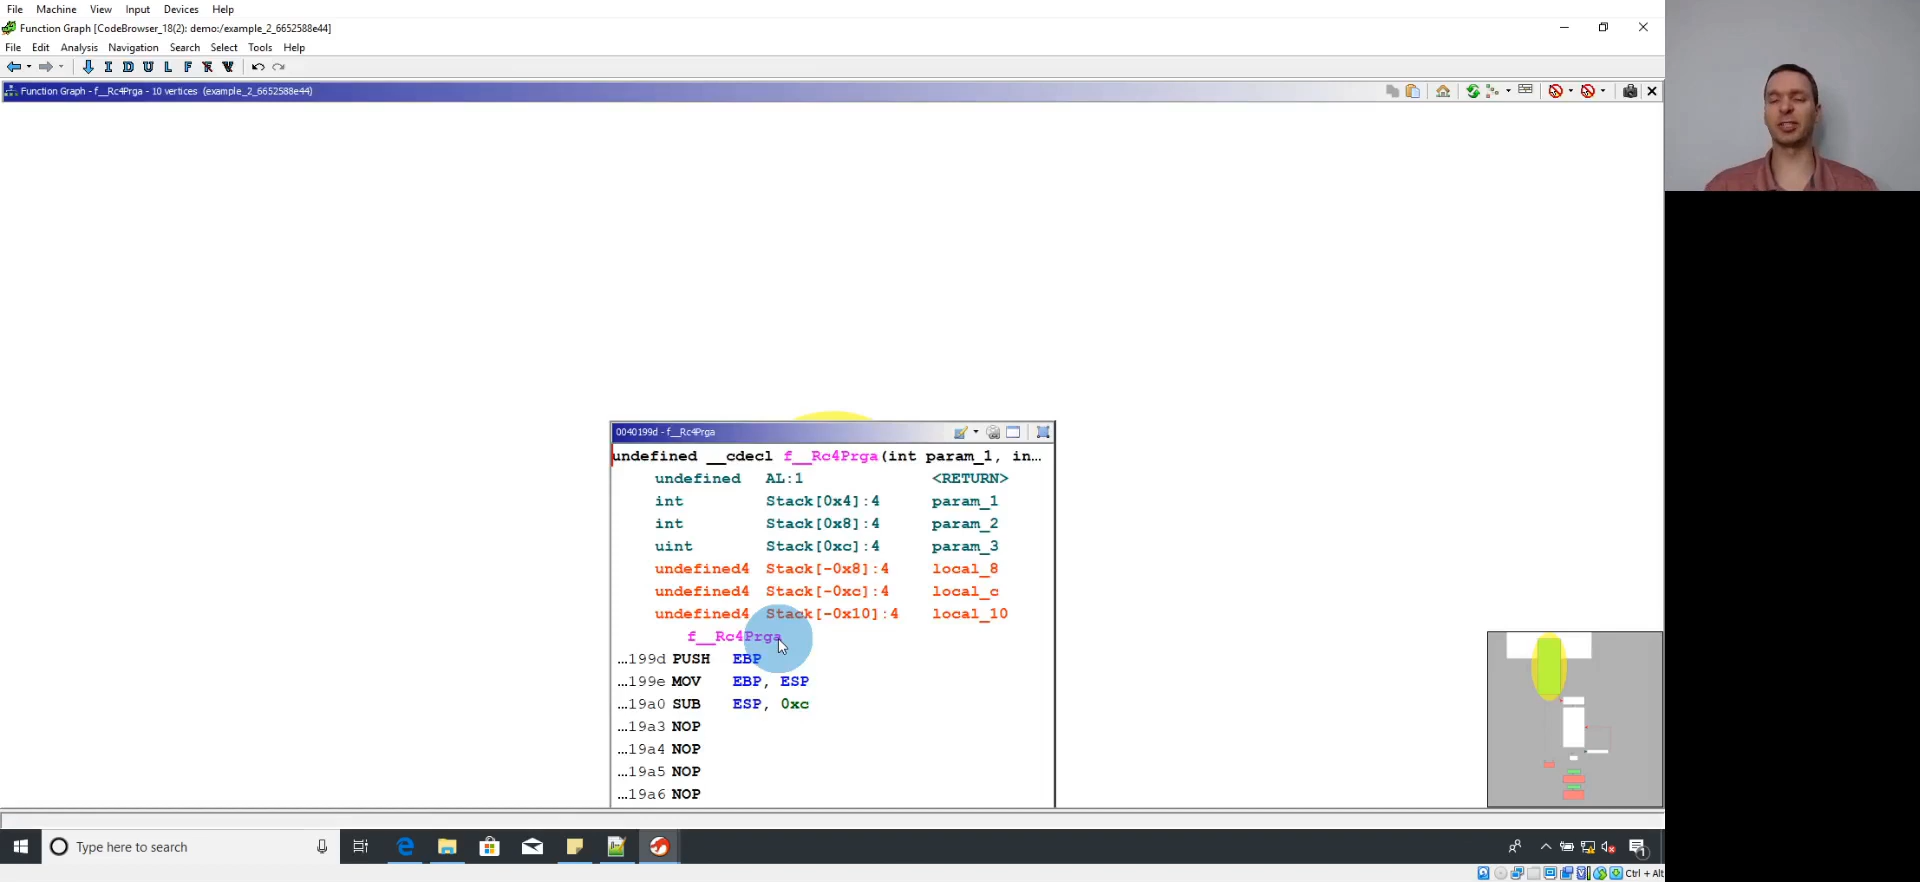 File Machine View Input Devices Help
Function Graph [CodeBrowser_18(2): demo:/example_2_6652588e44]
File Edit Analysis Navigation Search Select Tools Help
I D U L F R V
Function Graph - f__Rc4Prga - 10 vertices (example_2_6652588e44)
0040199d - f__Rc4Prga
undefined __cdecl f__Rc4Prga(int param_1, in...
undefined AL:1 <RETURN>
int Stack[0x4]:4 param_1
int Stack[0x8]:4 param_2
uint Stack[0xc]:4 param_3
undefined4 Stack[-0x8]:4 local_8
undefined4 Stack[-0xc]:4 local_c
undefined4 Stack[-0x10]:4 local_10
f__Rc4Prga
...199d PUSH EBP
...199e MOV EBP, ESP
...19a0 SUB ESP, 0xc
...19a3 NOP
...19a4 NOP
...19a5 NOP
...19a6 NOP
Type here to search
1
Ctrl + Alt